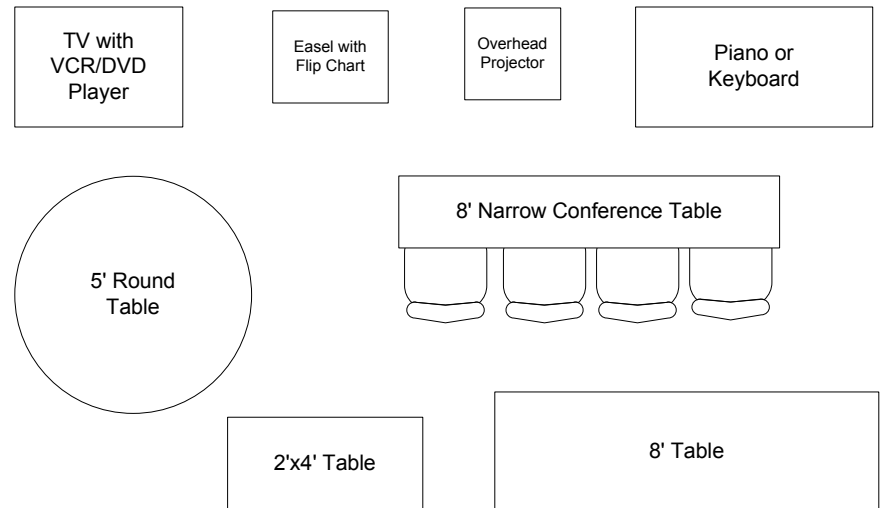 TV with
VCR/DVD
Player
Easel with
Flip Chart
Overhead
Projector
Piano or
Keyboard
8' Narrow Conference Table
5' Round
Table
2'x4' Table
8' Table